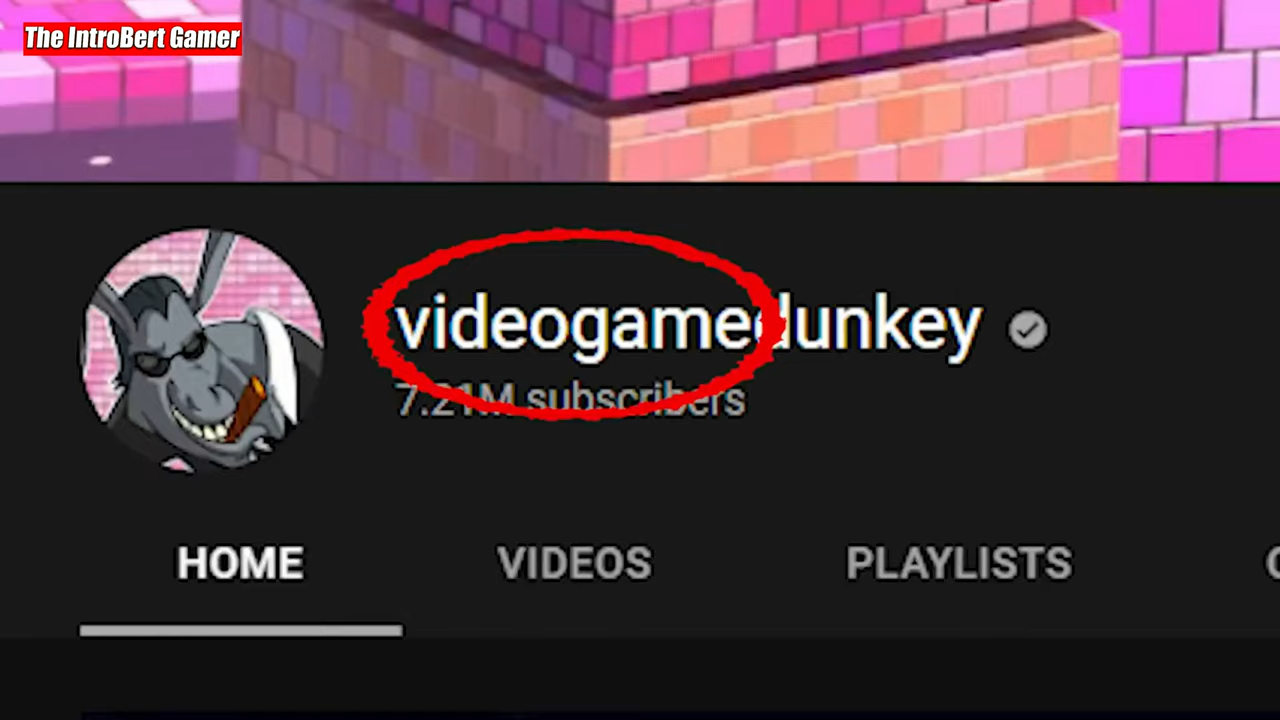 The IntroBert Gamer
videogamedunkey
7.21M subscribers
HOME VIDEOS PLAYLISTS